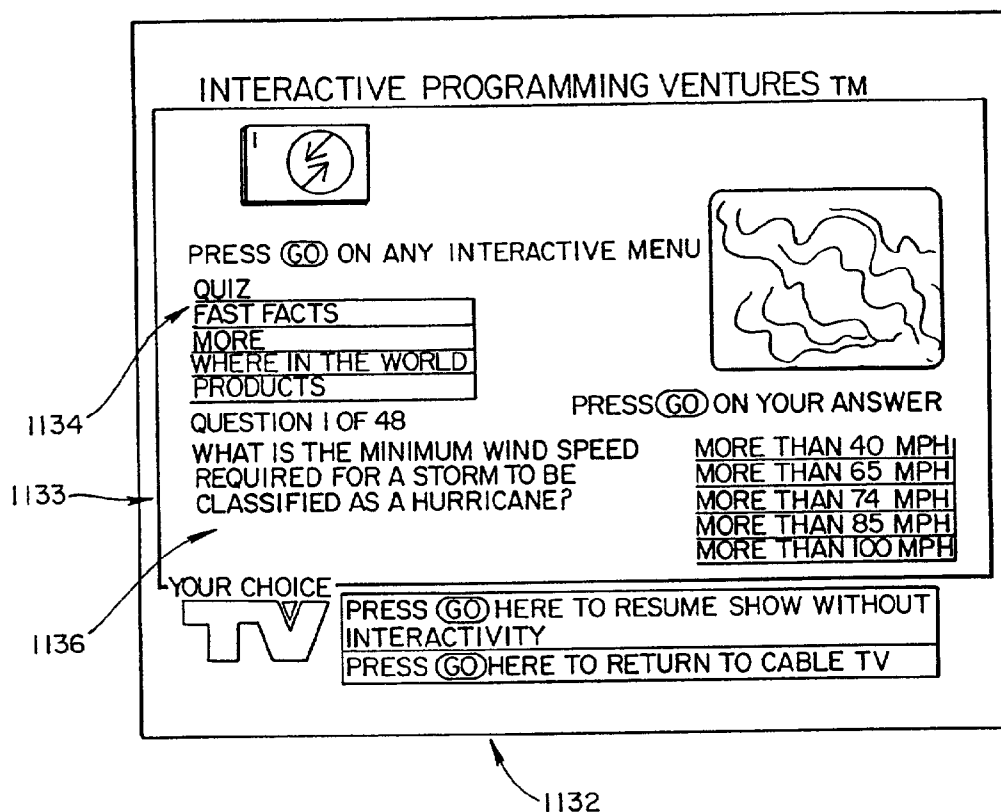 INTERACTIVE PROGRAMMING VENTURES TM
1
PRESS GO ON ANY INTERACTIVE MENU
QUIZ
FAST FACTS
MORE
WHERE IN THE WORLD
PRODUCTS
1134
PRESS GO ON YOUR ANSWER
QUESTION 1 OF 48
WHAT IS THE MINIMUM WIND SPEED
REQUIRED FOR A STORM TO BE
CLASSIFIED AS A HURRICANE?
MORE THAN 40 MPH
MORE THAN 65 MPH
MORE THAN 74 MPH
MORE THAN 85 MPH
MORE THAN 100 MPH
1133
1136
YOUR CHOICE
TV
PRESS GO HERE TO RESUME SHOW WITHOUT
INTERACTIVITY
PRESS GO HERE TO RETURN TO CABLE TV
1132